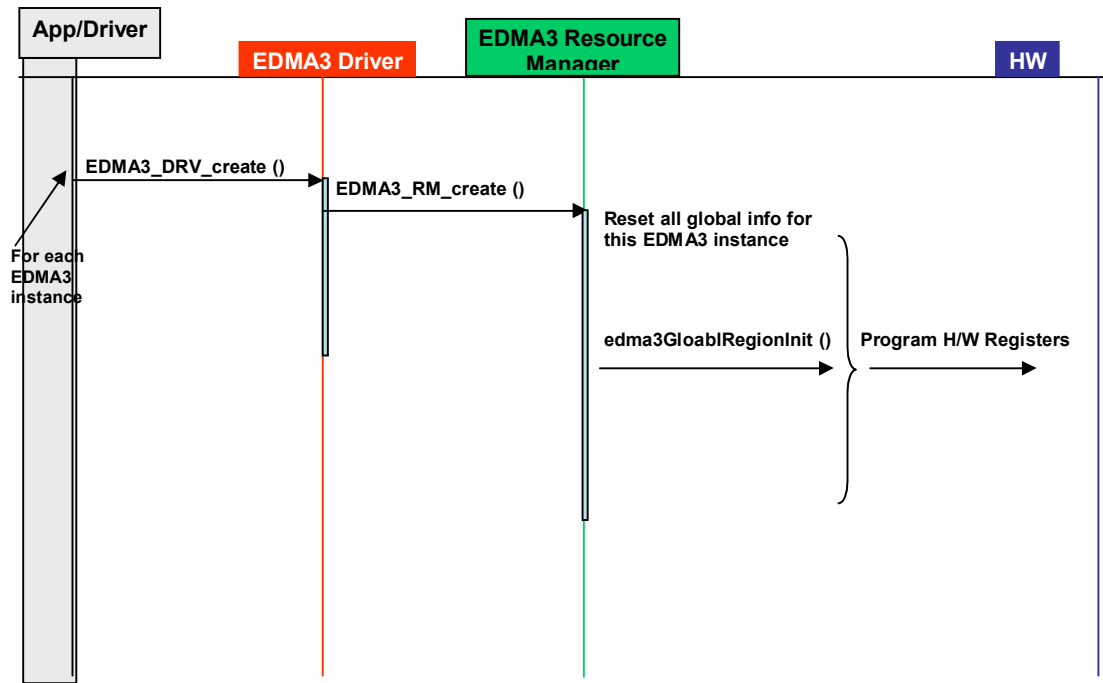 App/Driver
EDMA3 Driver
EDMA3 Resource
Manager
HW
EDMA3_DRV_create ()
EDMA3_RM_create ()
Reset all global info for
this EDMA3 instance
For each
EDMA3
instance
edma3GloablRegionInit ()
Program H/W Registers